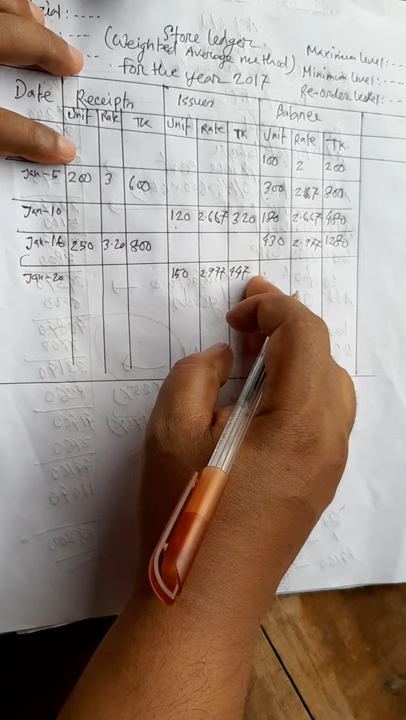 Store ledger
(Weighted Average method)
for the year 2017
Maximum Level:---
Minimum Level:---
Re-order Level:--
Date Receipts Issues Balance
Unit Rate TK Unit Rate TK Unit Rate TK
100 2 200
Jan-5 200 3 600 300 2.667 800
Jan-10 120 2.667 320 180 2.667 480
Jan-16 250 3.20 800 430 2.977 1280
Jan-20 150 2.977 447